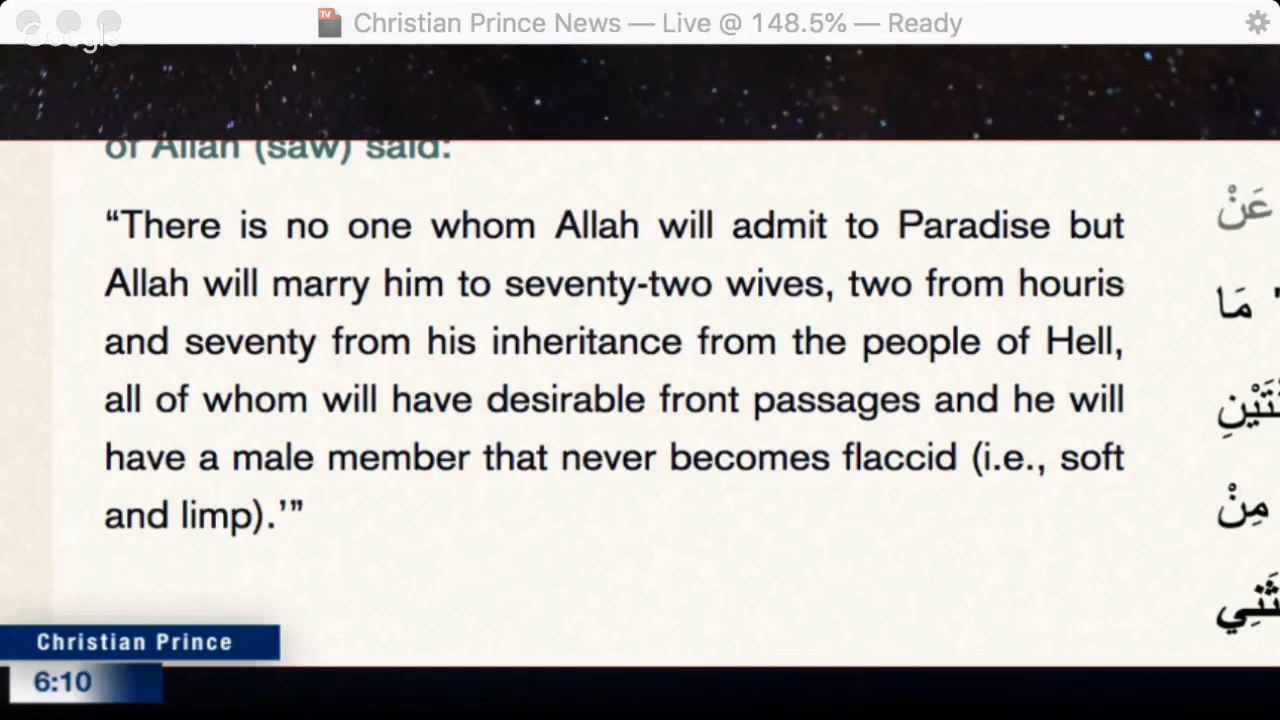 Christian Prince News — Live @ 148.5% — Ready
Google
of Allah (saw) said:
“There is no one whom Allah will admit to Paradise but
Allah will marry him to seventy-two wives, two from houris
and seventy from his inheritance from the people of Hell,
all of whom will have desirable front passages and he will
have a male member that never becomes flaccid (i.e., soft
and limp).’”
عَنْ
مَا
مِنْ
Christian Prince
6:10